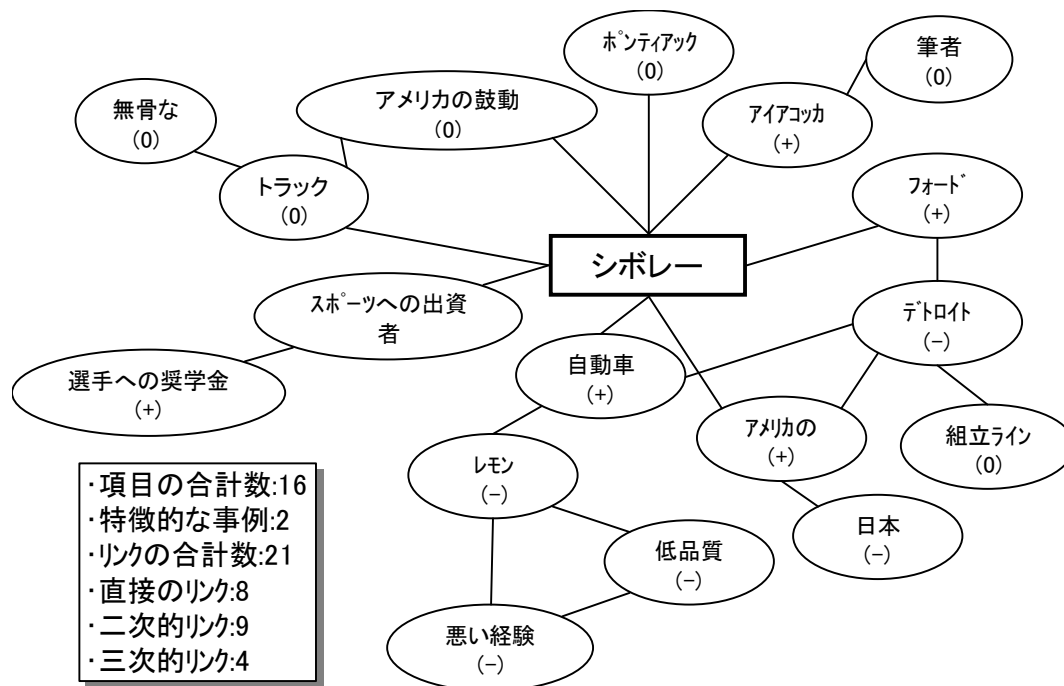 ポンティアック
(0)
筆者
(0)
アメリカの鼓動
(0)
無骨な
(0)
アイアコッカ
(+)
トラック
(0)
フォード
(+)
シボレー
スポーツへの出資
者
デトロイト
(−)
自動車
(+)
選手への奨学金
(+)
アメリカの
(+)
組立ライン
(0)
レモン
(−)
日本
(−)
低品質
(−)
悪い経験
(−)
・項目の合計数:16
・特徴的な事例:2
・リンクの合計数:21
・直接のリンク:8
・二次的リンク:9
・三次的リンク:4